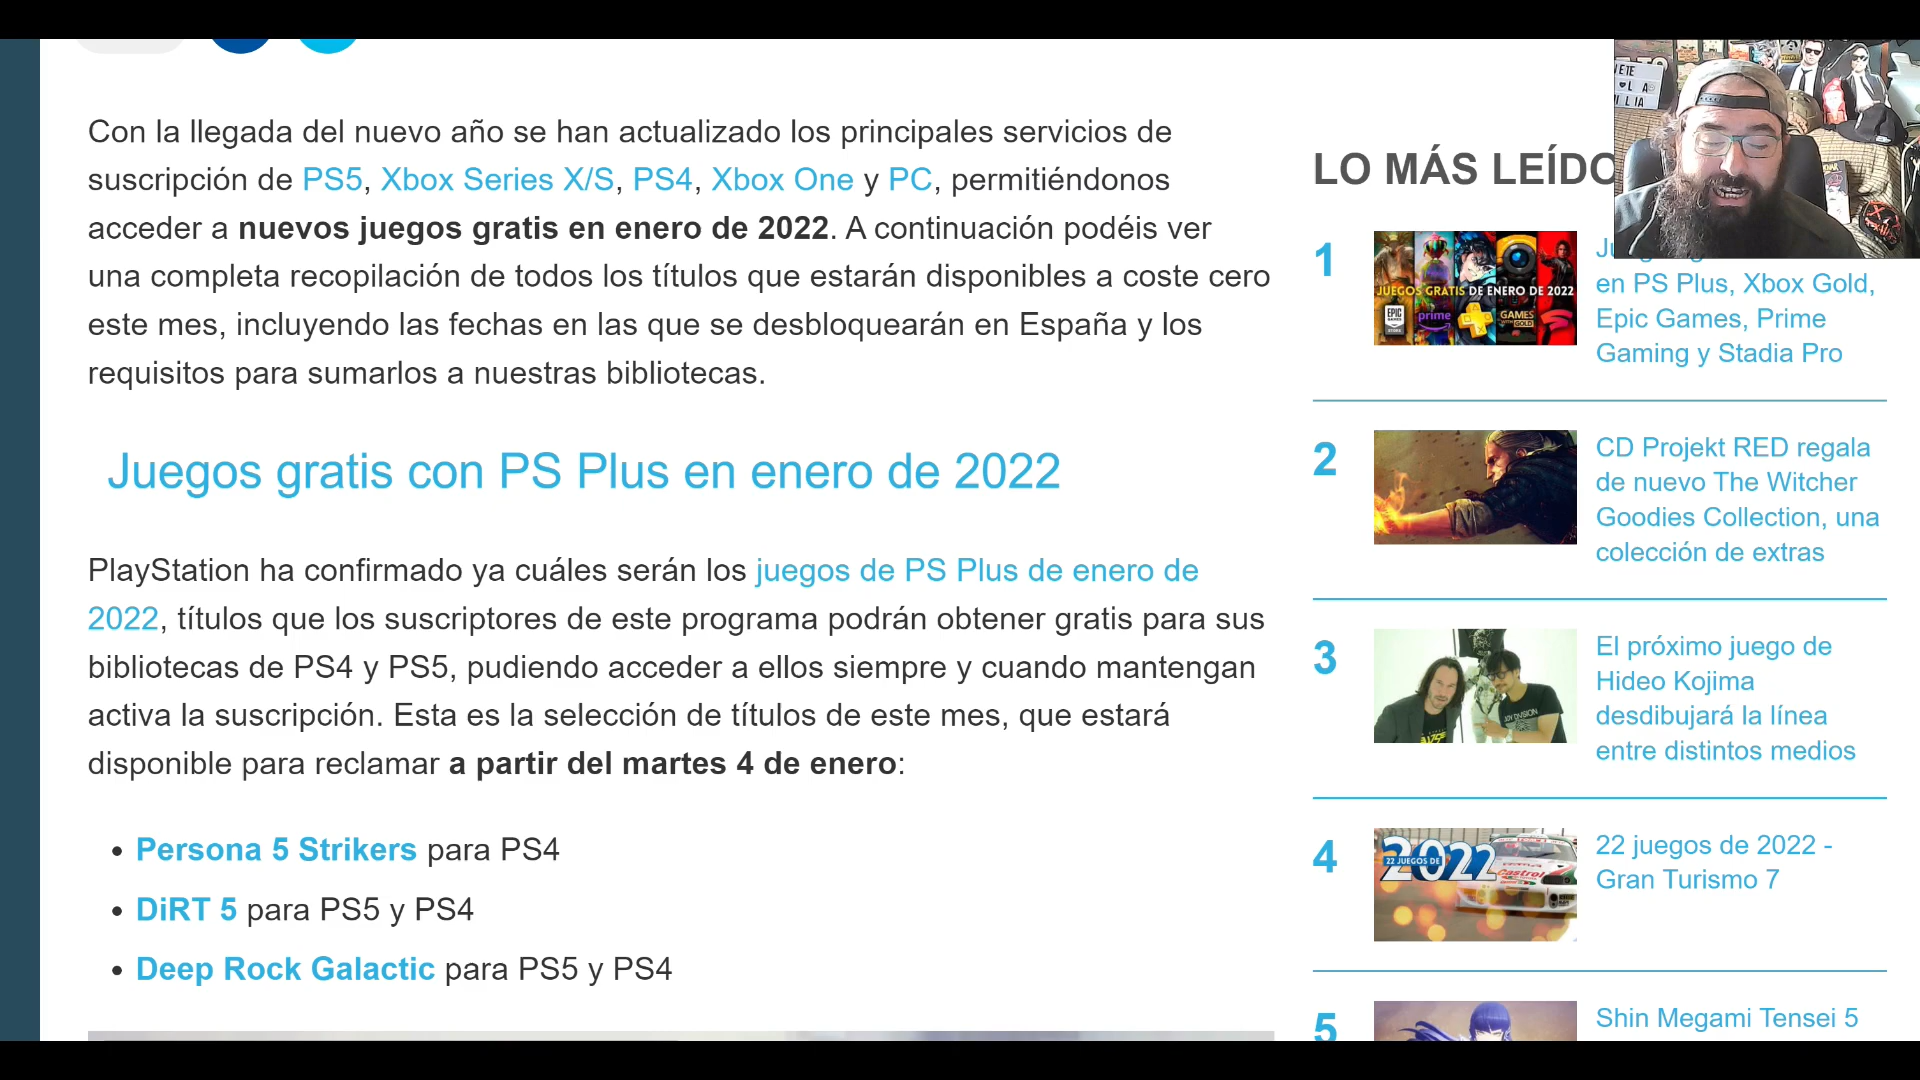 Con la llegada del nuevo año se han actualizado los principales servicios de
suscripción de PS5, Xbox Series X/S, PS4, Xbox One y PC, permitiéndonos
acceder a nuevos juegos gratis en enero de 2022. A continuación podéis ver
una completa recopilación de todos los títulos que estarán disponibles a coste cero
este mes, incluyendo las fechas en las que se desbloquearán en España y los
requisitos para sumarlos a nuestras bibliotecas.
Juegos gratis con PS Plus en enero de 2022
PlayStation ha confirmado ya cuáles serán los juegos de PS Plus de enero de
2022, títulos que los suscriptores de este programa podrán obtener gratis para sus
bibliotecas de PS4 y PS5, pudiendo acceder a ellos siempre y cuando mantengan
activa la suscripción. Esta es la selección de títulos de este mes, que estará
disponible para reclamar a partir del martes 4 de enero:
• Persona 5 Strikers para PS4
• DiRT 5 para PS5 y PS4
• Deep Rock Galactic para PS5 y PS4
LO MÁS LEÍDO
1
JUEGOS GRATIS DE ENERO DE 2022
EPIC GAMES
prime
GAMES WITH GOLD
en PS Plus, Xbox Gold,
Epic Games, Prime
Gaming y Stadia Pro
2
CD Projekt RED regala
de nuevo The Witcher
Goodies Collection, una
colección de extras
3
JOY DIVISION
El próximo juego de
Hideo Kojima
desdibujará la línea
entre distintos medios
4
22 JUEGOS DE
2022
Castrol
22 juegos de 2022 -
Gran Turismo 7
5
Shin Megami Tensei 5